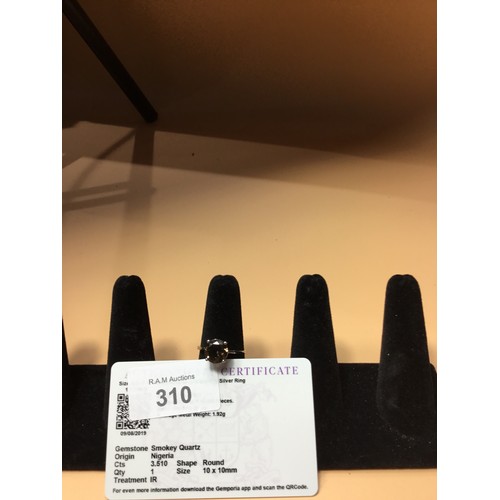 CERTIFICATE
Silver Ring
R.A.M Auctions
310
Weight: 1.92g
09/08/2019
Gemstone Smokey Quartz
Origin Nigeria
Cts 3.510 Shape Round
Qty 1 Size 10 x 10mm
Treatment IR
For even more information download the Gemporia app and scan the QRCode.